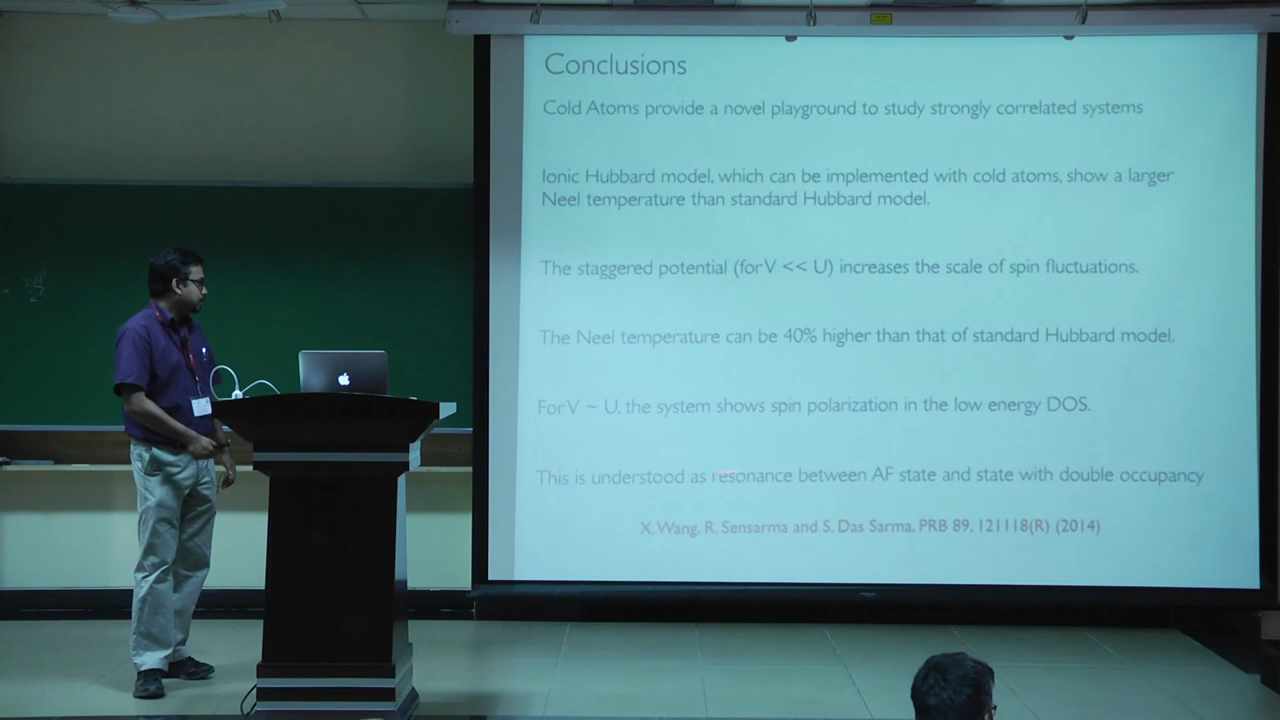 Conclusions
Cold Atoms provide a novel playground to study strongly correlated systems
Ionic Hubbard model, which can be implemented with cold atoms, show a larger
Neel temperature than standard Hubbard model.
The staggered potential (for V << U) increases the scale of spin fluctuations.
The Neel temperature can be 40% higher than that of standard Hubbard model.
For V ~ U, the system shows spin polarization in the low energy DOS.
This is understood as resonance between AF state and state with double occupancy
X. Wang, R. Sensarma and S. Das Sarma, PRB 89, 121118(R) (2014)